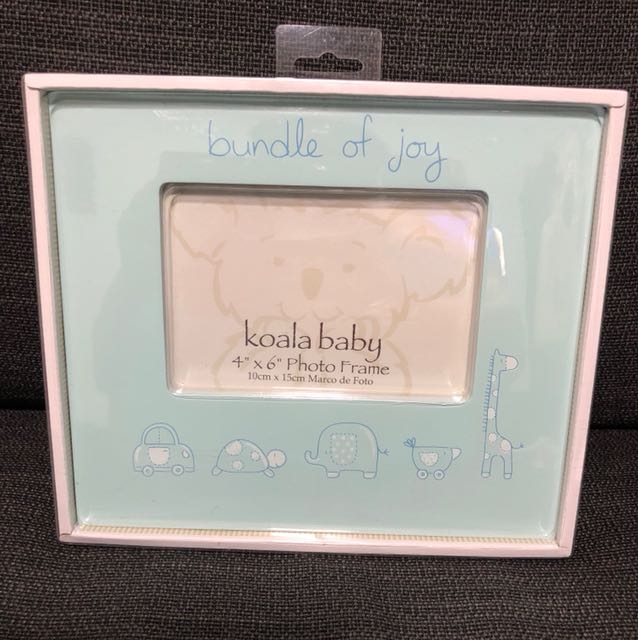 bundle of joy
koala baby
4" x 6" Photo Frame
10cm x 15cm Marco de Foto